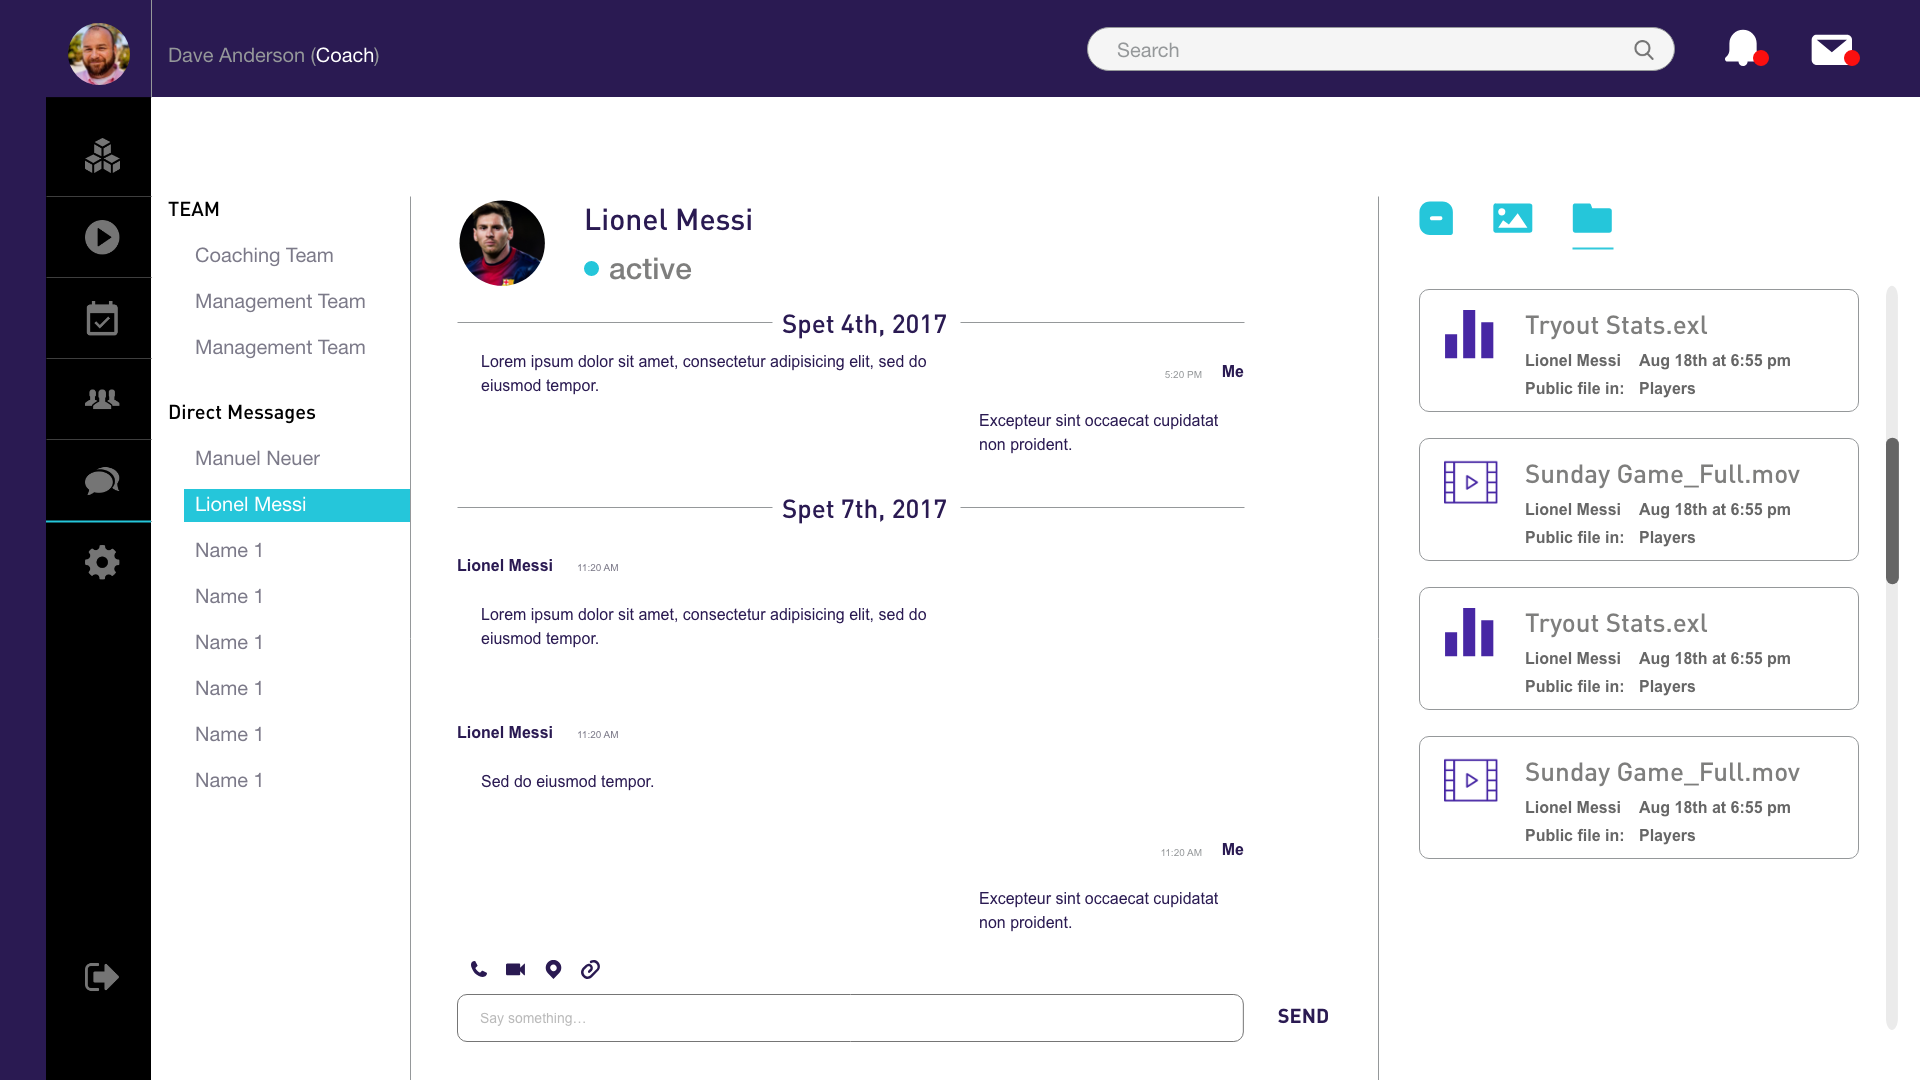 Dave Anderson (Coach)
Search
TEAM
Coaching Team
Management Team
Management Team
Direct Messages
Manuel Neuer
Lionel Messi
Name 1
Name 1
Name 1
Name 1
Name 1
Name 1
Lionel Messi
active
Spet 4th, 2017
Lorem ipsum dolor sit amet, consectetur adipisicing elit, sed do
eiusmod tempor.
5:20 PM Me
Excepteur sint occaecat cupidatat
non proident.
Spet 7th, 2017
Lionel Messi 11:20 AM
Lorem ipsum dolor sit amet, consectetur adipisicing elit, sed do
eiusmod tempor.
Lionel Messi 11:20 AM
Sed do eiusmod tempor.
11:20 AM Me
Excepteur sint occaecat cupidatat
non proident.
Say something...
SEND
Tryout Stats.exl
Lionel Messi Aug 18th at 6:55 pm
Public file in: Players
Sunday Game_Full.mov
Lionel Messi Aug 18th at 6:55 pm
Public file in: Players
Tryout Stats.exl
Lionel Messi Aug 18th at 6:55 pm
Public file in: Players
Sunday Game_Full.mov
Lionel Messi Aug 18th at 6:55 pm
Public file in: Players